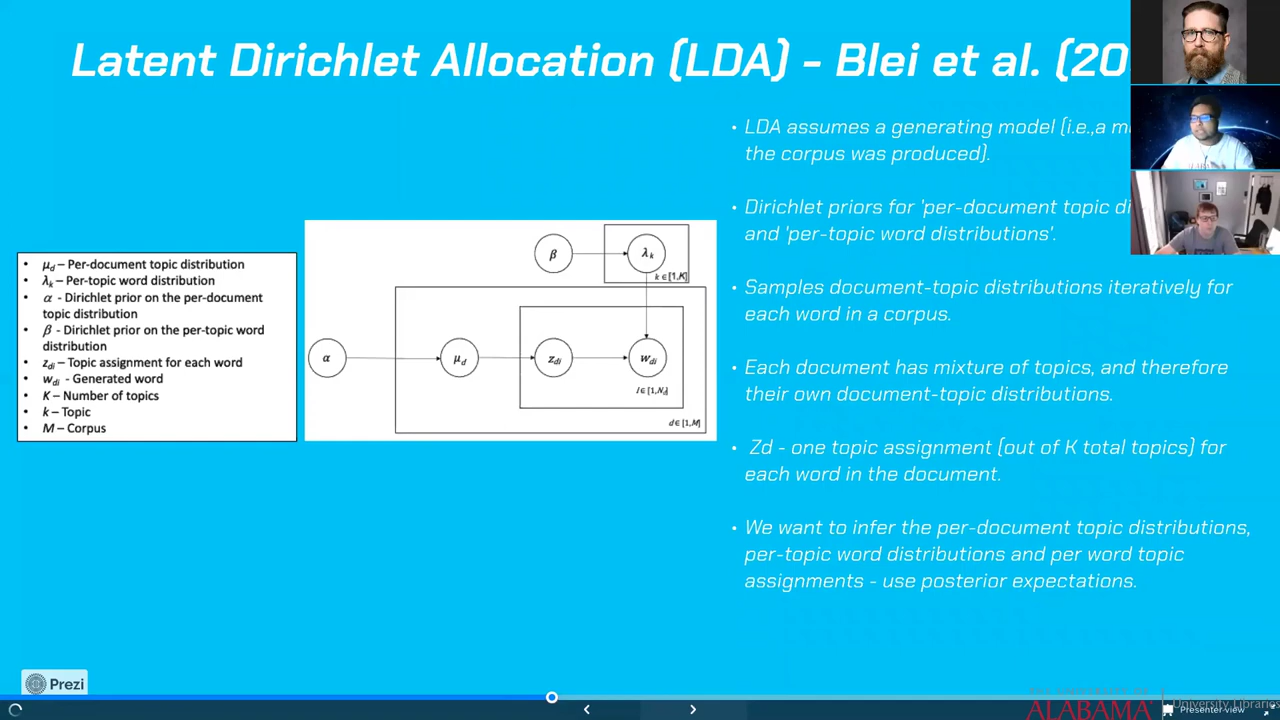 Latent Dirichlet Allocation (LDA) - Blei et al. (20
• LDA assumes a generating model (i.e.,a m
the corpus was produced).
• Dirichlet priors for 'per-document topic di
and 'per-topic word distributions'.
• Samples document-topic distributions iteratively for
each word in a corpus.
• Each document has mixture of topics, and therefore
their own document-topic distributions.
• Zd - one topic assignment (out of K total topics) for
each word in the document.
• We want to infer the per-document topic distributions,
per-topic word distributions and per word topic
assignments - use posterior expectations.
• μd – Per-document topic distribution
• λk – Per-topic word distribution
• α - Dirichlet prior on the per-document
topic distribution
• β - Dirichlet prior on the per-topic word
distribution
• zdi – Topic assignment for each word
• wdi - Generated word
• K – Number of topics
• k – Topic
• M – Corpus
β
λk
k ∈ [1,K]
α
μd
zdi
wdi
i ∈ [1,Nd]
d ∈ [1,M]
Prezi
ALABAMA
University Libraries
Presenter view